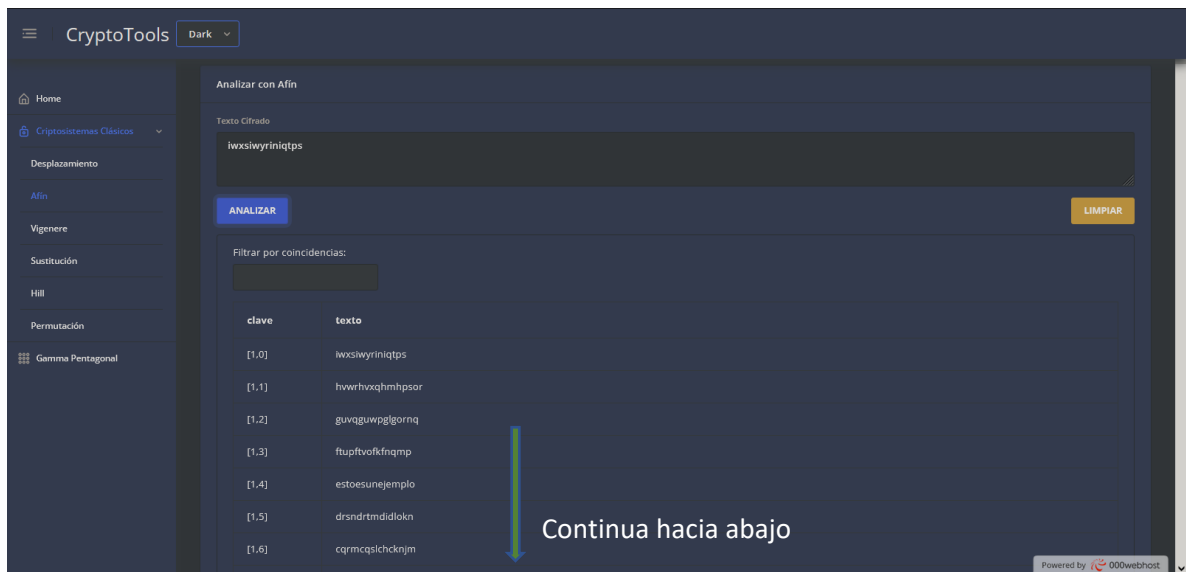 CryptoTools Dark
Home
Criptosistemas Clásicos
Desplazamiento
Afín
Vigenere
Sustitución
Hill
Permutación
Gamma Pentagonal
Analizar con Afín
Texto Cifrado
iwxsiwyriniqtps
ANALIZAR LIMPIAR
Filtrar por coincidencias:
clave texto
[1,0] iwxsiwyriniqtps
[1,1] hvwrhvxqhmhpsor
[1,2] guvqguwpglgornq
[1,3] ftupftvofkfnqmp
[1,4] estoesunejemplo
[1,5] drsndrtmdidlokn
[1,6] cqrmcqslchcknjm
Continua hacia abajo
Powered by 000webhost